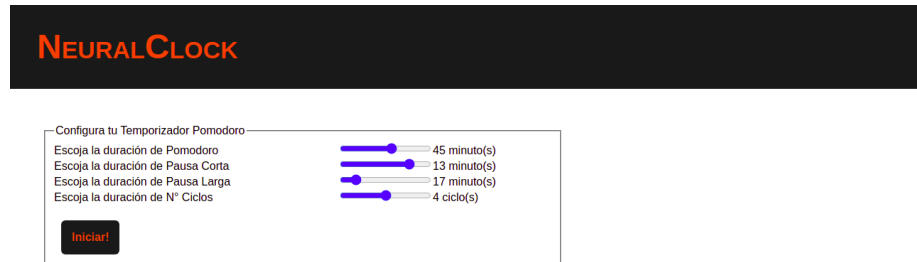 NeuralClock
Configura tu Temporizador Pomodoro
Escoja la duración de Pomodoro 45 minuto(s)
Escoja la duración de Pausa Corta 13 minuto(s)
Escoja la duración de Pausa Larga 17 minuto(s)
Escoja la duración de N° Ciclos 4 ciclo(s)
Iniciar!